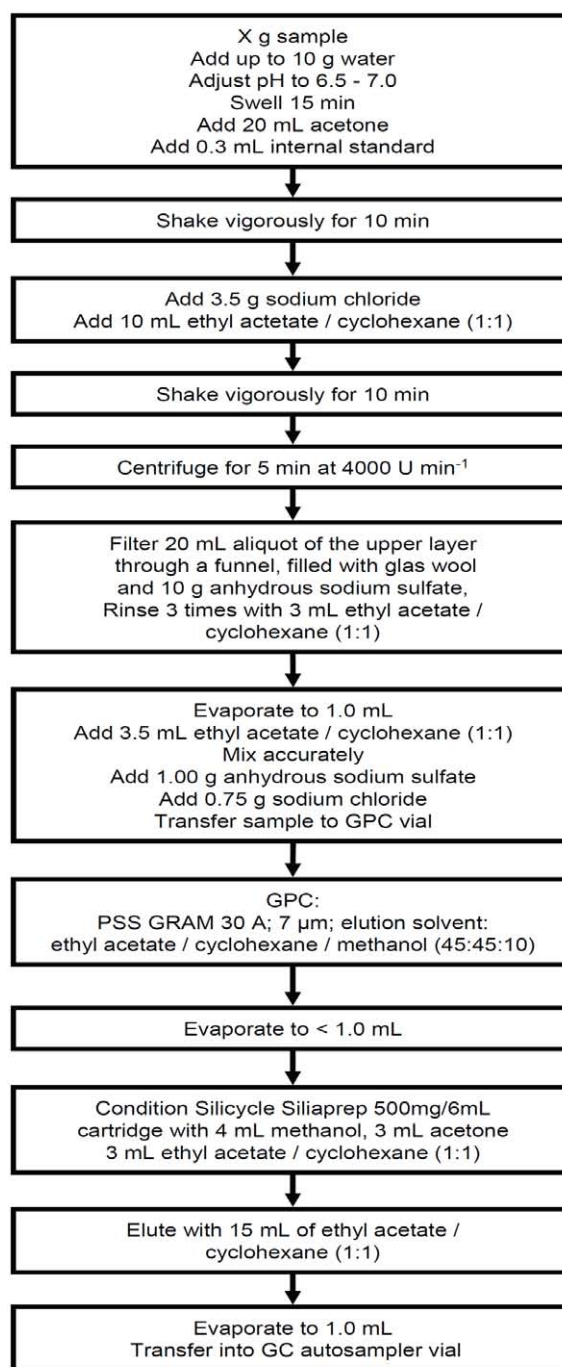 X g sample
Add up to 10 g water
Adjust pH to 6.5 - 7.0
Swell 15 min
Add 20 mL acetone
Add 0.3 mL internal standard
Shake vigorously for 10 min
Add 3.5 g sodium chloride
Add 10 mL ethyl actetate / cyclohexane (1:1)
Shake vigorously for 10 min
Centrifuge for 5 min at 4000 U min⁻¹
Filter 20 mL aliquot of the upper layer
through a funnel, filled with glas wool
and 10 g anhydrous sodium sulfate,
Rinse 3 times with 3 mL ethyl acetate /
cyclohexane (1:1)
Evaporate to 1.0 mL
Add 3.5 mL ethyl acetate / cyclohexane (1:1)
Mix accurately
Add 1.00 g anhydrous sodium sulfate
Add 0.75 g sodium chloride
Transfer sample to GPC vial
GPC:
PSS GRAM 30 A; 7 µm; elution solvent:
ethyl acetate / cyclohexane / methanol (45:45:10)
Evaporate to < 1.0 mL
Condition Silicycle Siliaprep 500mg/6mL
cartridge with 4 mL methanol, 3 mL acetone
3 mL ethyl acetate / cyclohexane (1:1)
Elute with 15 mL of ethyl acetate /
cyclohexane (1:1)
Evaporate to 1.0 mL
Transfer into GC autosampler vial